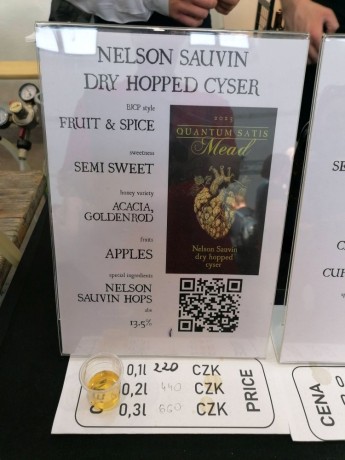 NELSON SAUVIN
DRY HOPPED CYSER
BJCP style
FRUIT & SPICE
sweetness
SEMI SWEET
honey variety
ACACIA,
GOLDENROD
fruits
APPLES
special ingredients
NELSON
SAUVIN HOPS
abv
13.5%
2023
QUANTUM SATIS
Mead
Nelson Sauvin
dry hopped
cyser
CENA
0,1l 220 CZK
0,2l 440 CZK
0,3l 660 CZK
PRICE
CENA